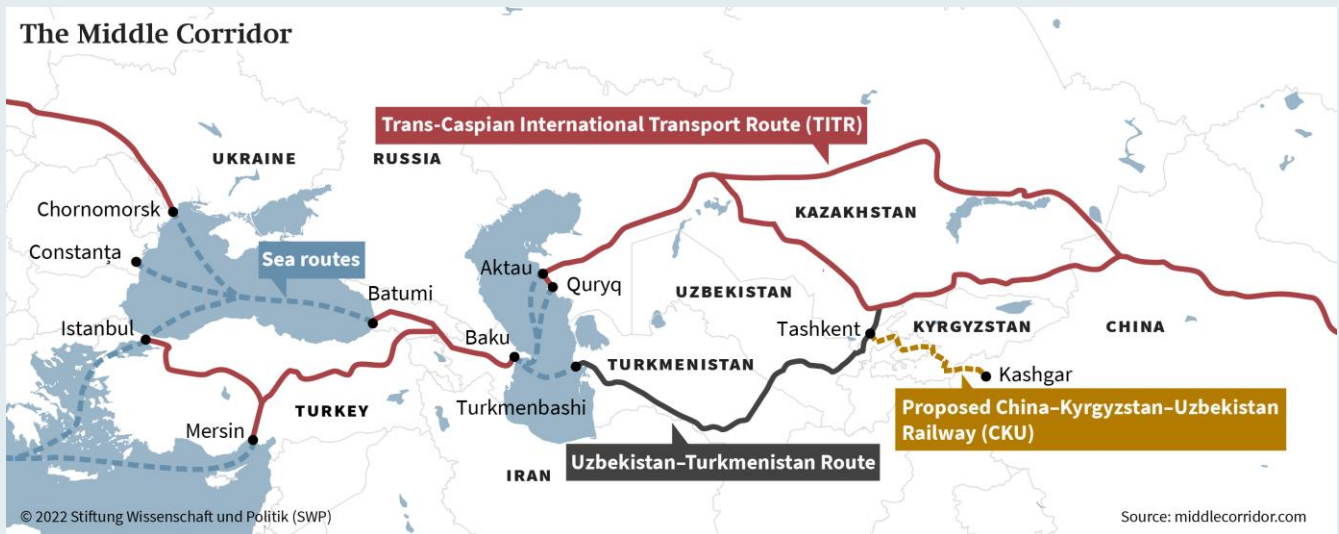 The Middle Corridor
Trans-Caspian International Transport Route (TITR)
UKRAINE
RUSSIA
Chornomorsk
KAZAKHSTAN
Constanța
Sea routes
Aktau
Quryq
Batumi
UZBEKISTAN
Istanbul
Baku
Tashkent
KYRGYZSTAN
CHINA
TURKMENISTAN
Kashgar
Turkmenbashi
TURKEY
Mersin
Proposed China–Kyrgyzstan–Uzbekistan
Railway (CKU)
Uzbekistan–Turkmenistan Route
IRAN
© 2022 Stiftung Wissenschaft und Politik (SWP)
Source: middlecorridor.com